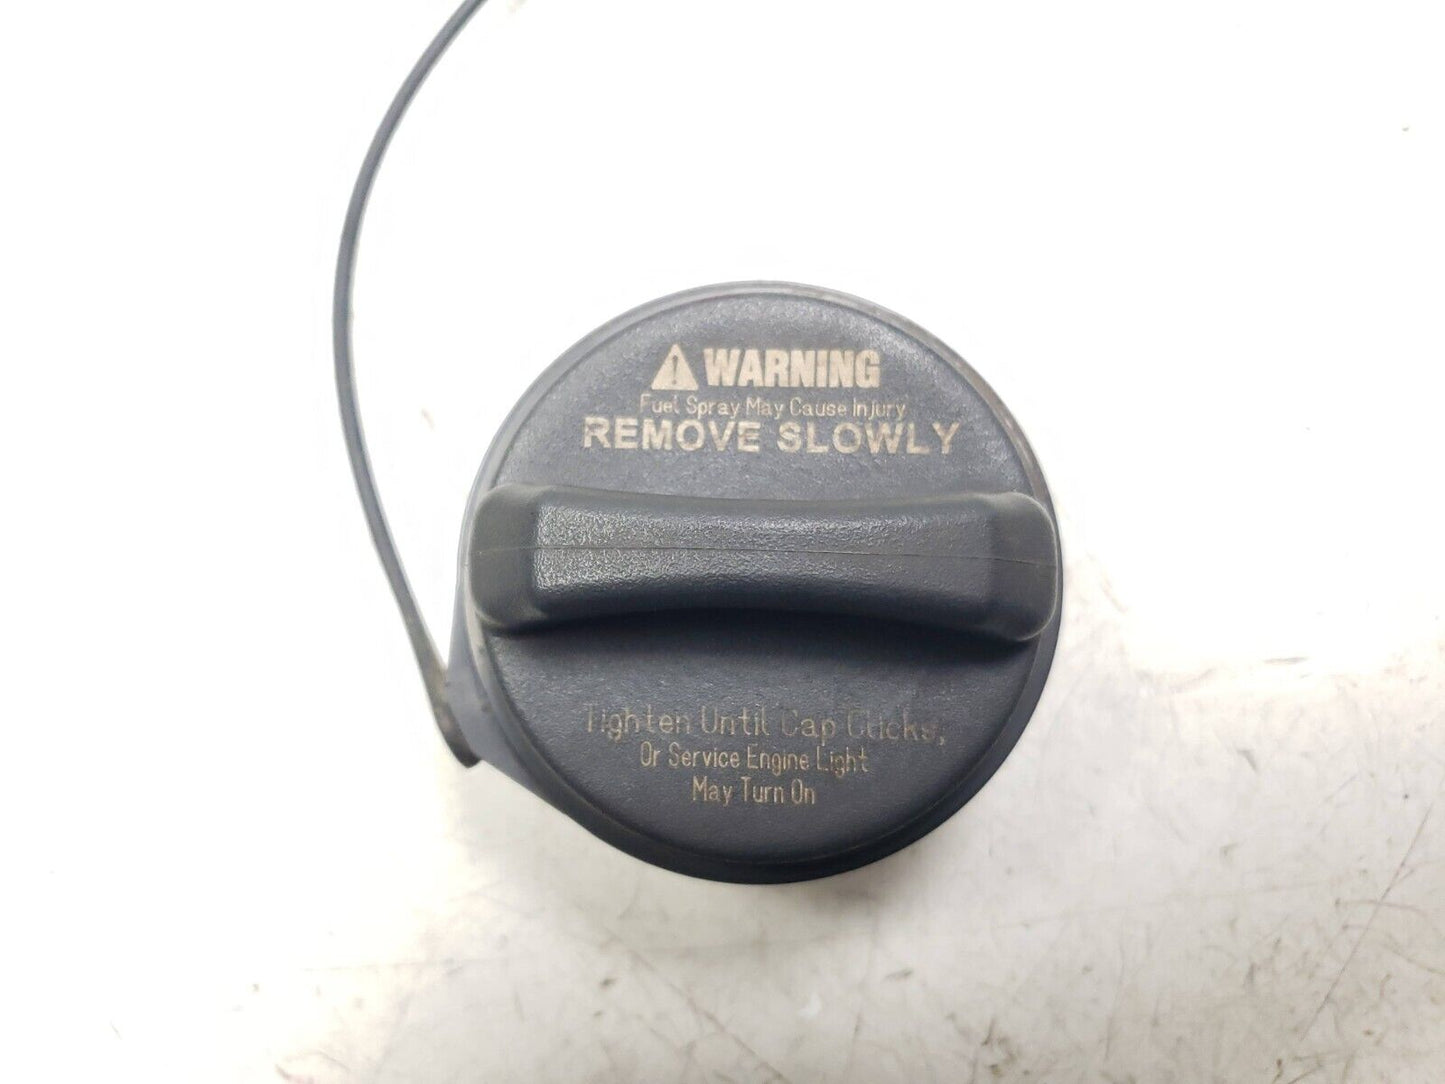 WARNING
Fuel Spray May Cause Injury
REMOVE SLOWLY
Tighten Until Cap Clicks,
Or Service Engine Light
May Turn On